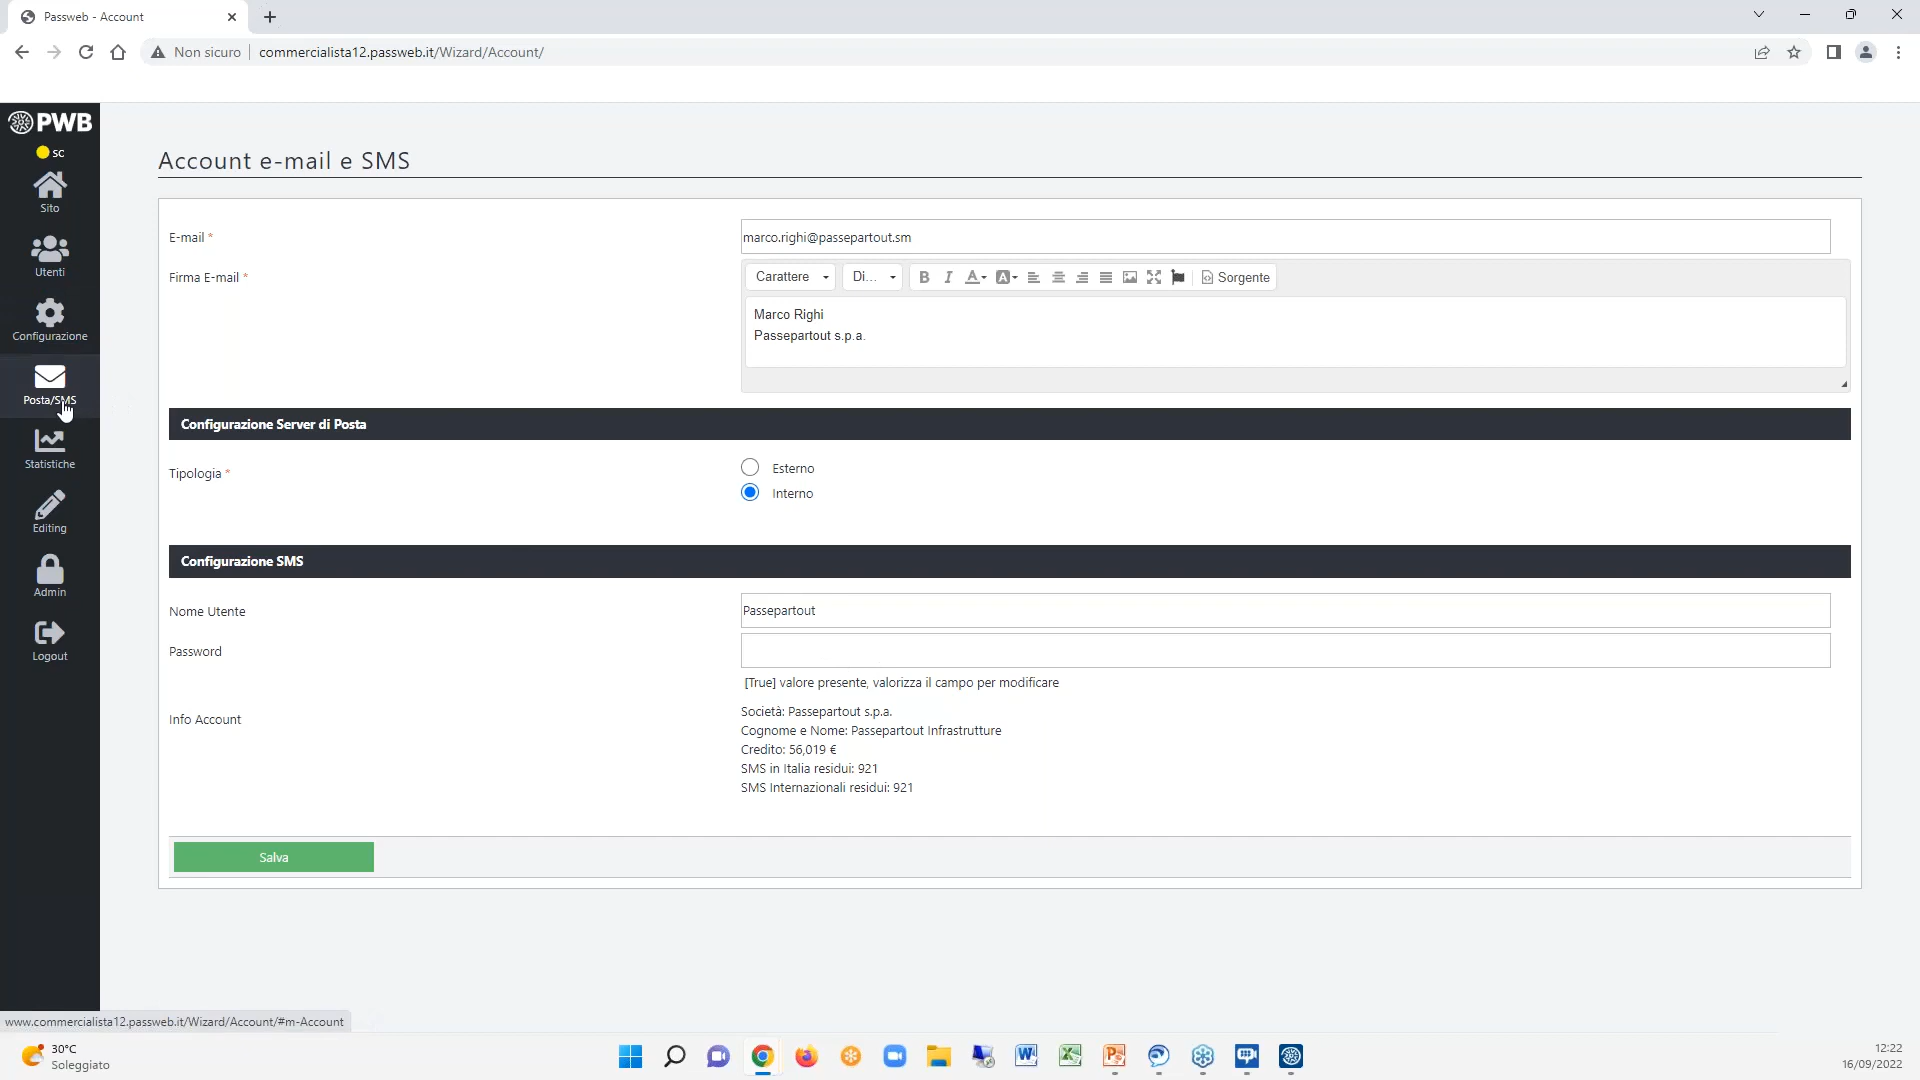 Passweb - Account
Non sicuro
commercialista12.passweb.it/Wizard/Account/
PWB
sc
Sito
Utenti
Configurazione
Posta/SMS
Statistiche
Editing
Admin
Logout
Account e-mail e SMS
E-mail *
marco.righi@passepartout.sm
Firma E-mail *
Carattere
Di...
B I A A
Sorgente
Marco Righi
Passepartout s.p.a.
Configurazione Server di Posta
Tipologia *
Esterno
Interno
Configurazione SMS
Nome Utente
Passepartout
Password
[True] valore presente, valorizza il campo per modificare
Info Account
Società: Passepartout s.p.a.
Cognome e Nome: Passepartout Infrastrutture
Credito: 56,019 €
SMS in Italia residui: 921
SMS Internazionali residui: 921
Salva
www.commercialista12.passweb.it/Wizard/Account/#m-Account
30°C
Soleggiato
12:22
16/09/2022